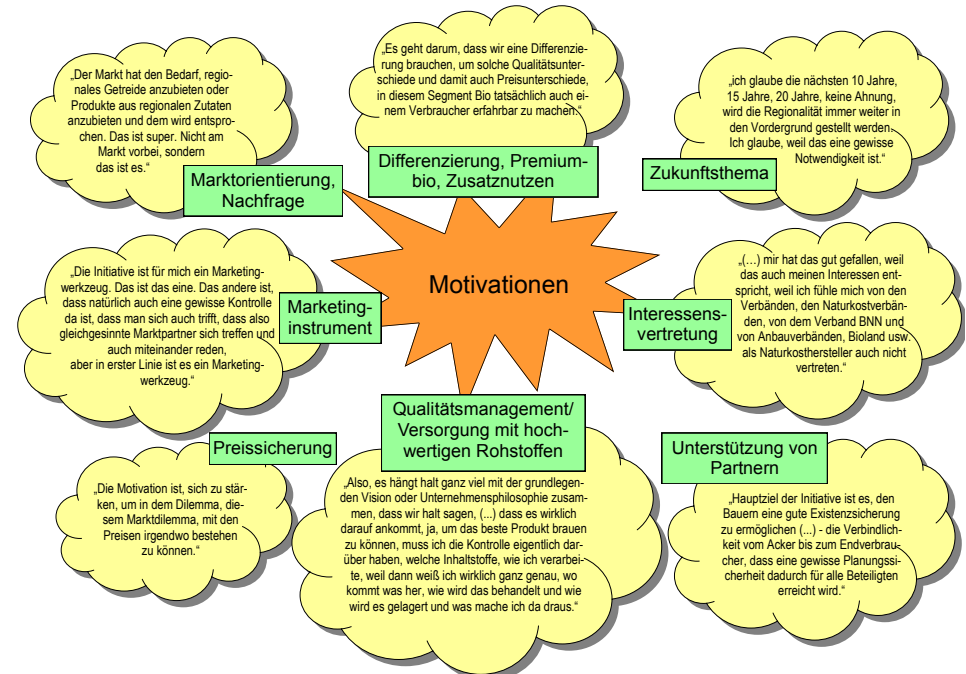 „Der Markt hat den Bedarf, regio-
nales Getreide anzubieten oder
Produkte aus regionalen Zutaten
anzubieten und dem wird entspro-
chen. Das ist super. Nicht am
Markt vorbei, sondern
das ist es.“
Marktorientierung,
Nachfrage
„Es geht darum, dass wir eine Differenzie-
rung brauchen, um solche Qualitätsunter-
schiede und damit auch Preisunterschiede,
in diesem Segment Bio tatsächlich auch ei-
nem Verbraucher erfahrbar zu machen.“
Differenzierung, Premium-
bio, Zusatznutzen
„ich glaube die nächsten 10 Jahre,
15 Jahre, 20 Jahre, keine Ahnung,
wird die Regionalität immer weiter in
den Vordergrund gestellt werden.
Ich glaube, weil das eine gewisse
Notwendigkeit ist.“
Zukunftsthema
„Die Initiative ist für mich ein Marketing-
werkzeug. Das ist das eine. Das andere ist,
dass natürlich auch eine gewisse Kontrolle
da ist, dass man sich auch trifft, dass also
gleichgesinnte Marktpartner sich treffen und
auch miteinander reden,
aber in erster Linie ist es ein Marketing-
werkzeug.“
Marketing-
instrument
Motivationen
Interessens-
vertretung
„(…) mir hat das gut gefallen, weil
das auch meinen Interessen ent-
spricht, weil ich fühle mich von den
Verbänden, den Naturkostverbän-
den, von dem Verband BNN und
von Anbauverbänden, Bioland usw.
als Naturkosthersteller auch nicht
vertreten.“
Preissicherung
„Die Motivation ist, sich zu stär-
ken, um in dem Dilemma, die-
sem Marktdilemma, mit den
Preisen irgendwo bestehen
zu können.“
Qualitätsmanagement/
Versorgung mit hoch-
wertigen Rohstoffen
„Also, es hängt halt ganz viel mit der grundlegen-
den Vision oder Unternehmensphilosophie zusam-
men, dass wir halt sagen, (...) dass es wirklich
darauf ankommt, ja, um das beste Produkt brauen
zu können, muss ich die Kontrolle eigentlich dar-
über haben, welche Inhaltstoffe, wie ich verarbei-
te, weil dann weiß ich wirklich ganz genau, wo
kommt was her, wie wird das behandelt und wie
wird es gelagert und was mache ich da draus.“
Unterstützung von
Partnern
„Hauptziel der Initiative ist es, den
Bauern eine gute Existenzsicherung
zu ermöglichen (...) - die Verbindlich-
keit vom Acker bis zum Endverbrau-
cher, dass eine gewisse Planungssi-
cherheit dadurch für alle Beteiligten
erreicht wird.“